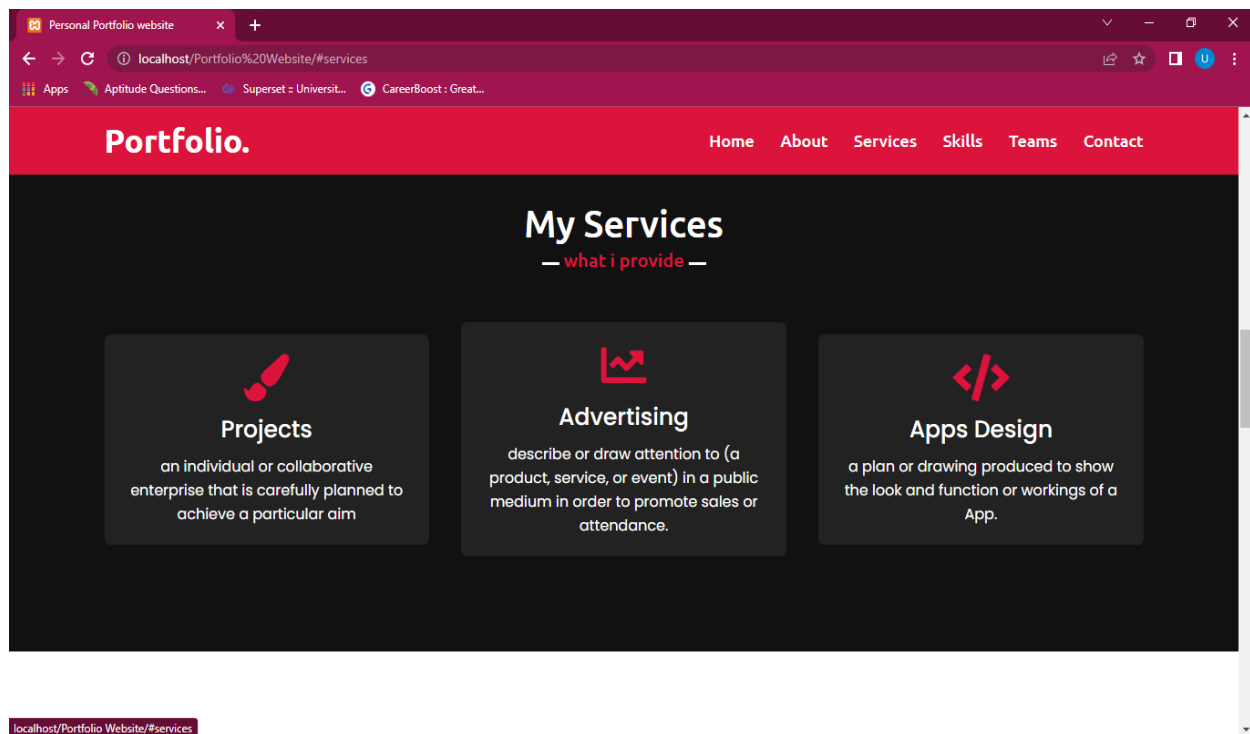 Personal Portfolio website
localhost/Portfolio%20Website/#services
U
Apps Aptitude Questions... Superset :: Universit... CareerBoost : Great...
Portfolio.
Home About Services Skills Teams Contact
My Services
what i provide
Projects
an individual or collaborative
enterprise that is carefully planned to
achieve a particular aim
Advertising
describe or draw attention to (a
product, service, or event) in a public
medium in order to promote sales or
attendance.
Apps Design
a plan or drawing produced to show
the look and function or workings of a
App.
localhost/Portfolio Website/#services